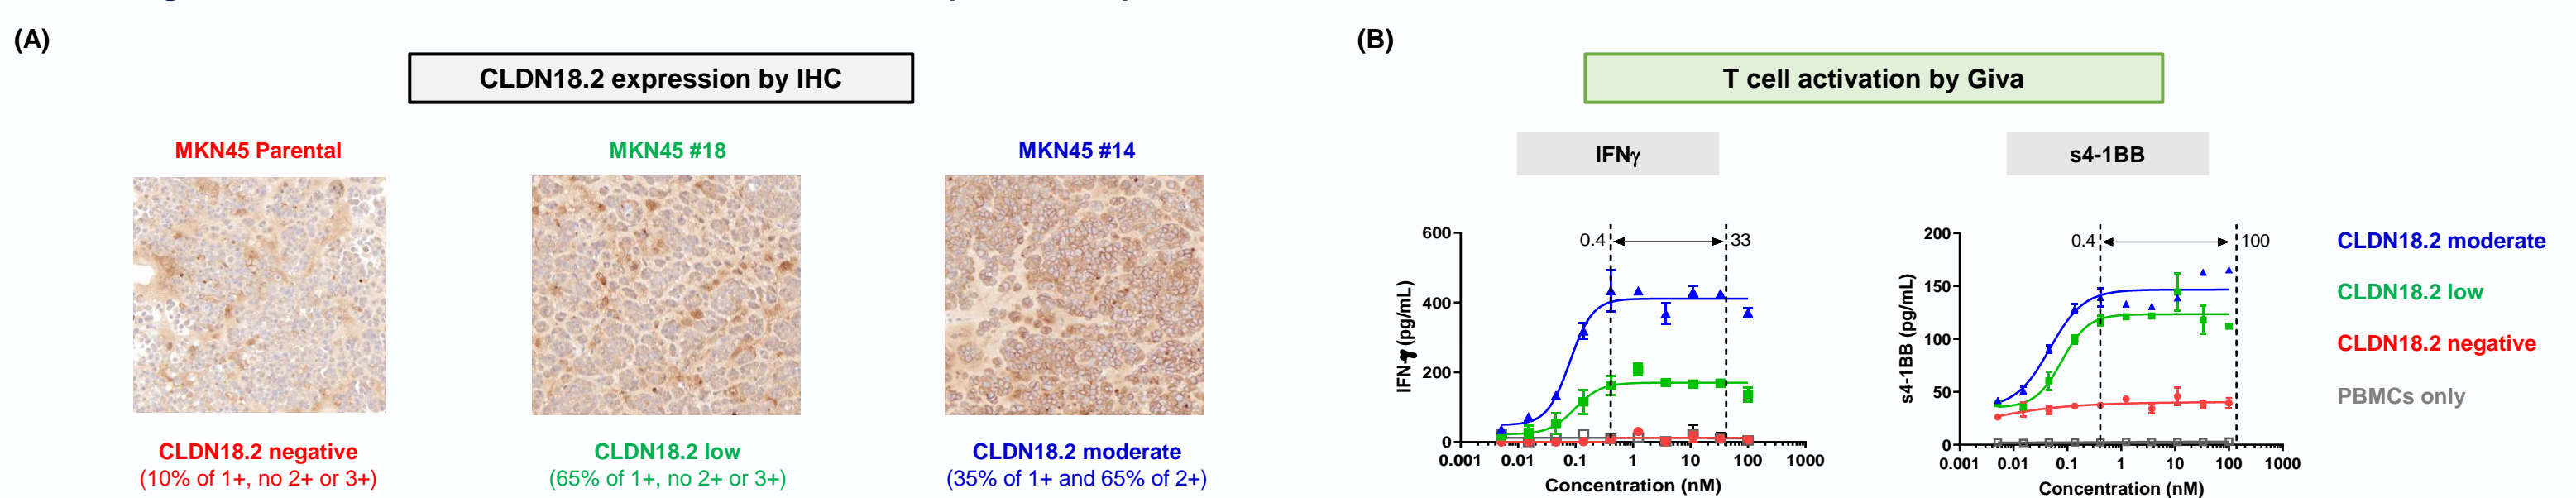 (A)
CLDN18.2 expression by IHC
MKN45 Parental
MKN45 #18
MKN45 #14
CLDN18.2 negative
(10% of 1+, no 2+ or 3+)
CLDN18.2 low
(65% of 1+, no 2+ or 3+)
CLDN18.2 moderate
(35% of 1+ and 65% of 2+)
(B)
T cell activation by Giva
IFNγ
IFNγ (pg/mL)
600
400
200
0
0.4
33
0.001 0.01 0.1 1 10 100 1000
Concentration (nM)
s4-1BB
s4-1BB (pg/mL)
200
150
100
50
0
0.4
100
0.001 0.01 0.1 1 10 100 1000
Concentration (nM)
CLDN18.2 moderate
CLDN18.2 low
CLDN18.2 negative
PBMCs only